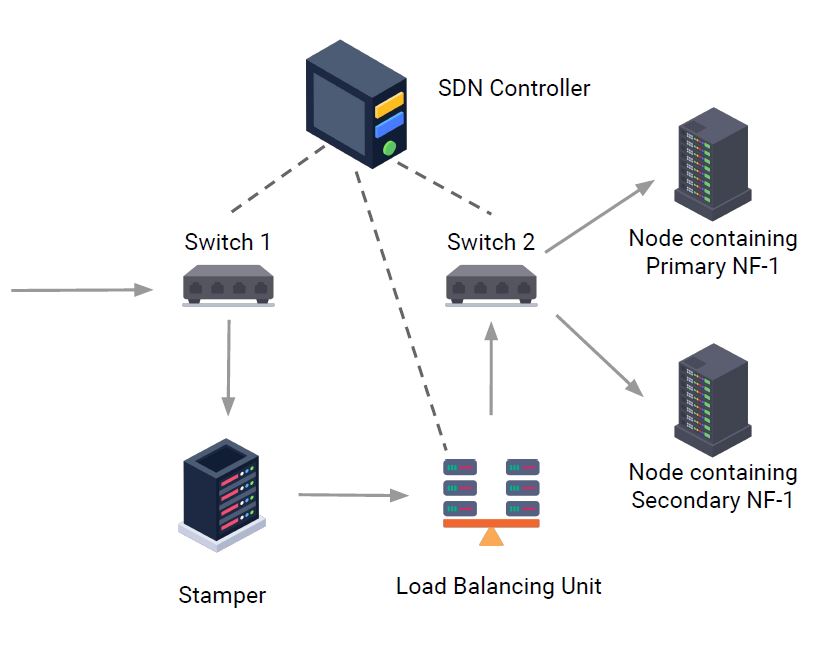 SDN Controller
Switch 1
Switch 2
Node containing
Primary NF-1
Node containing
Secondary NF-1
Stamper
Load Balancing Unit